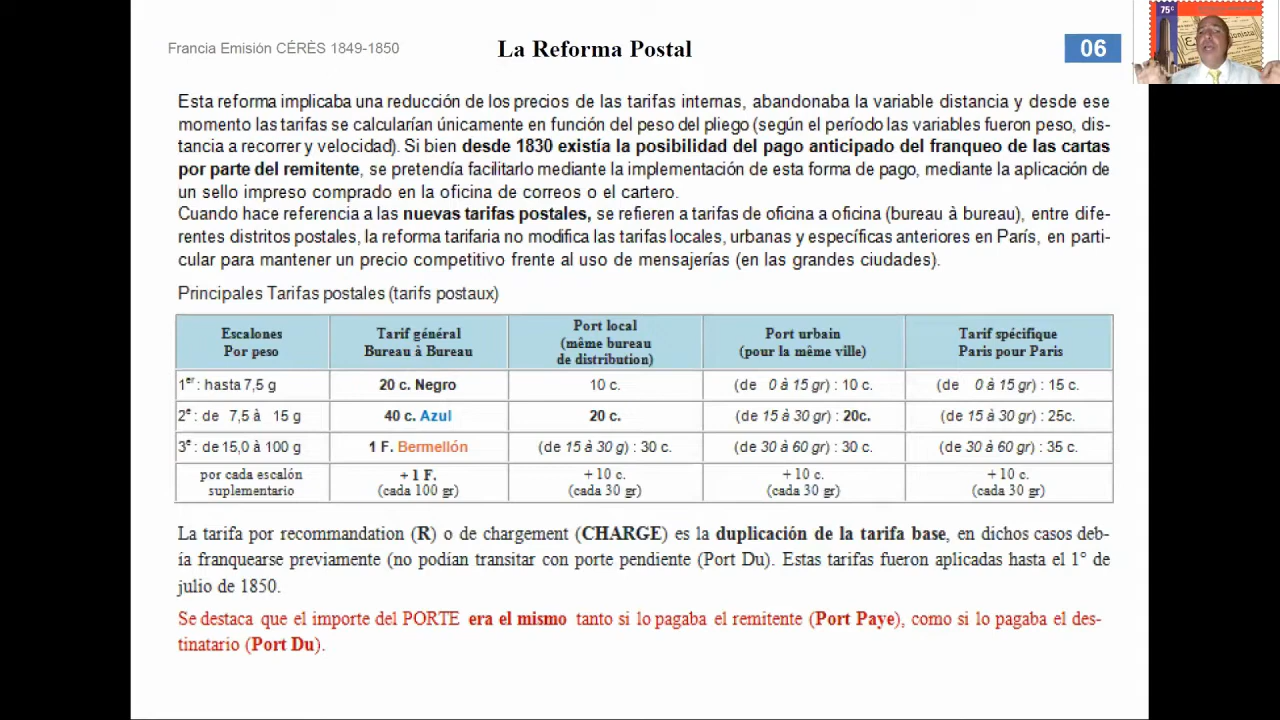 Francia Emisión CÉRÈS 1849-1850
La Reforma Postal
06
75c
Esta reforma implicaba una reducción de los precios de las tarifas internas, abandonaba la variable distancia y desde ese
momento las tarifas se calcularían únicamente en función del peso del pliego (según el período las variables fueron peso, dis-
tancia a recorrer y velocidad). Si bien desde 1830 existía la posibilidad del pago anticipado del franqueo de las cartas
por parte del remitente, se pretendía facilitarlo mediante la implementación de esta forma de pago, mediante la aplicación de
un sello impreso comprado en la oficina de correos o el cartero.
Cuando hace referencia a las nuevas tarifas postales, se refieren a tarifas de oficina a oficina (bureau à bureau), entre dife-
rentes distritos postales, la reforma tarifaria no modifica las tarifas locales, urbanas y específicas anteriores en París, en parti-
cular para mantener un precio competitivo frente al uso de mensajerías (en las grandes ciudades).
Principales Tarifas postales (tarifs postaux)
Escalones Por peso | Tarif général Bureau à Bureau | Port local (même bureau de distribution) | Port urbain (pour la même ville) | Tarif spécifique Paris pour Paris
1er : hasta 7,5 g | 20 c. Negro | 10 c. | (de 0 à 15 gr) : 10 c. | (de 0 à 15 gr) : 15 c.
2e : de 7,5 à 15 g | 40 c. Azul | 20 c. | (de 15 à 30 gr) : 20c. | (de 15 à 30 gr) : 25c.
3e : de 15,0 à 100 g | 1 F. Bermellón | (de 15 à 30 g) : 30 c. | (de 30 à 60 gr) : 30 c. | (de 30 à 60 gr) : 35 c.
por cada escalón suplementario | + 1 F. (cada 100 gr) | + 10 c. (cada 30 gr) | + 10 c. (cada 30 gr) | + 10 c. (cada 30 gr)
La tarifa por recommandation (R) o de chargement (CHARGE) es la duplicación de la tarifa base, en dichos casos deb-
ía franquearse previamente (no podían transitar con porte pendiente (Port Du). Estas tarifas fueron aplicadas hasta el 1° de
julio de 1850.
Se destaca que el importe del PORTE era el mismo tanto si lo pagaba el remitente (Port Paye), como si lo pagaba el des-
tinatario (Port Du).